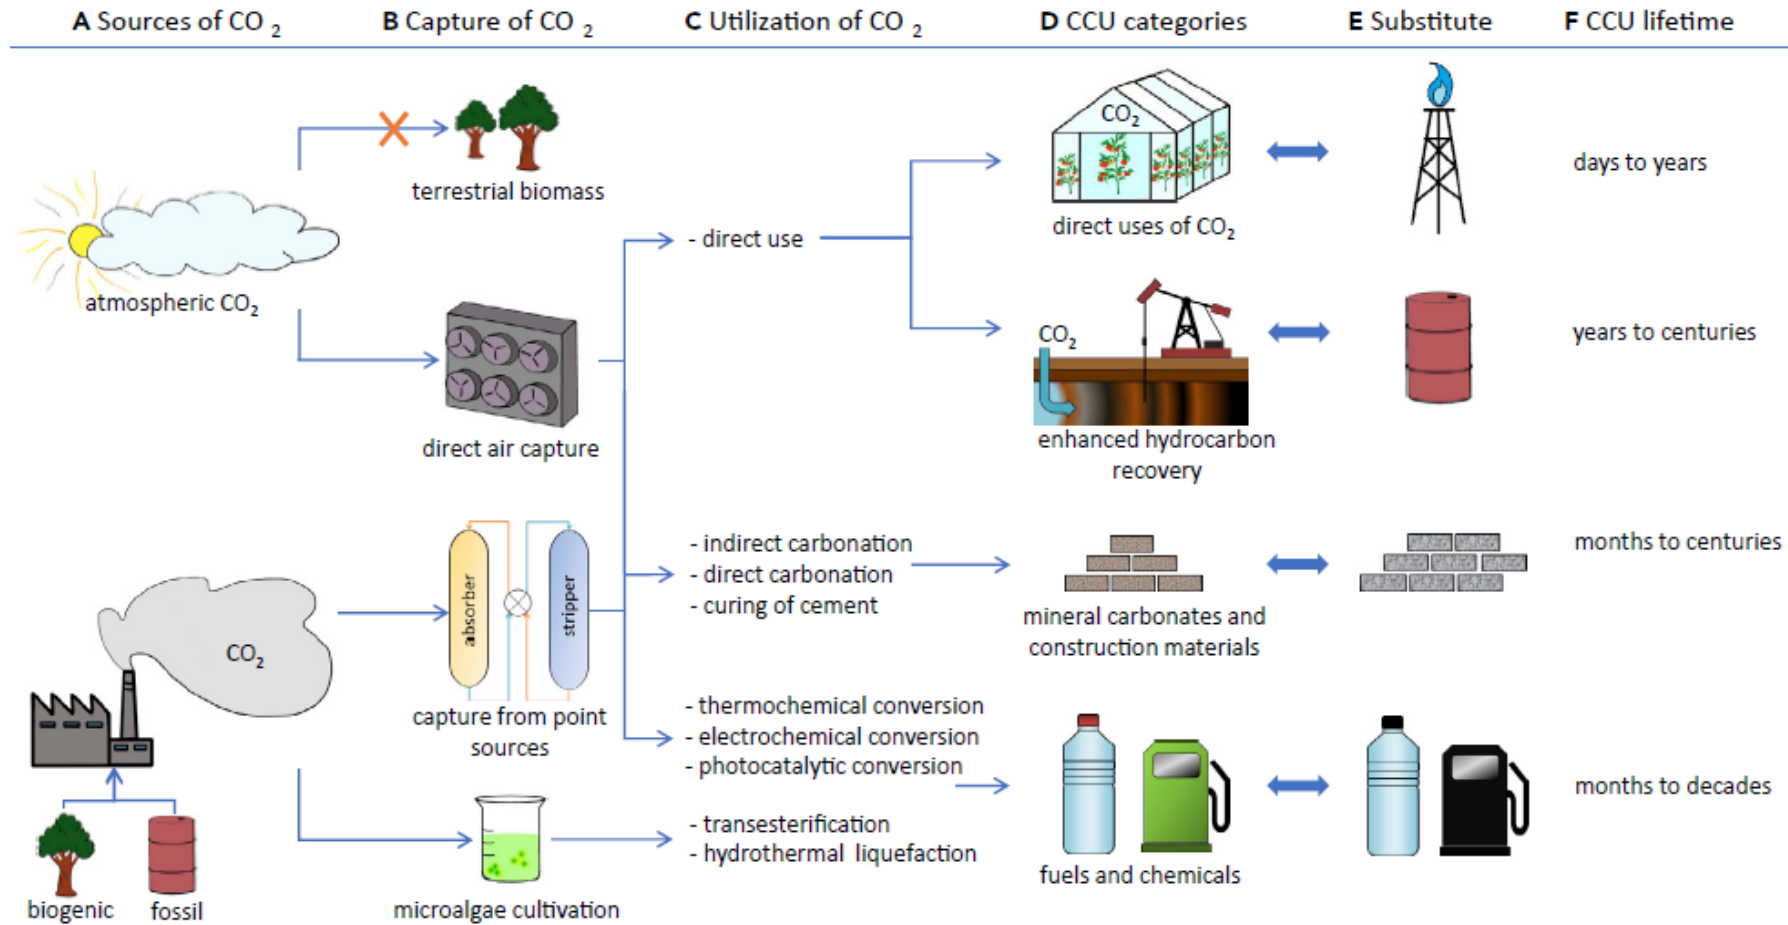 A Sources of CO2
B Capture of CO2
C Utilization of CO2
D CCU categories
E Substitute
F CCU lifetime
terrestrial biomass
atmospheric CO2
direct air capture
- direct use
CO2
direct uses of CO2
days to years
CO2
enhanced hydrocarbon
recovery
years to centuries
CO2
biogenic
fossil
absorber
stripper
capture from point
sources
microalgae cultivation
- indirect carbonation
- direct carbonation
- curing of cement
mineral carbonates and
construction materials
months to centuries
- thermochemical conversion
- electrochemical conversion
- photocatalytic conversion
- transesterification
- hydrothermal liquefaction
fuels and chemicals
months to decades